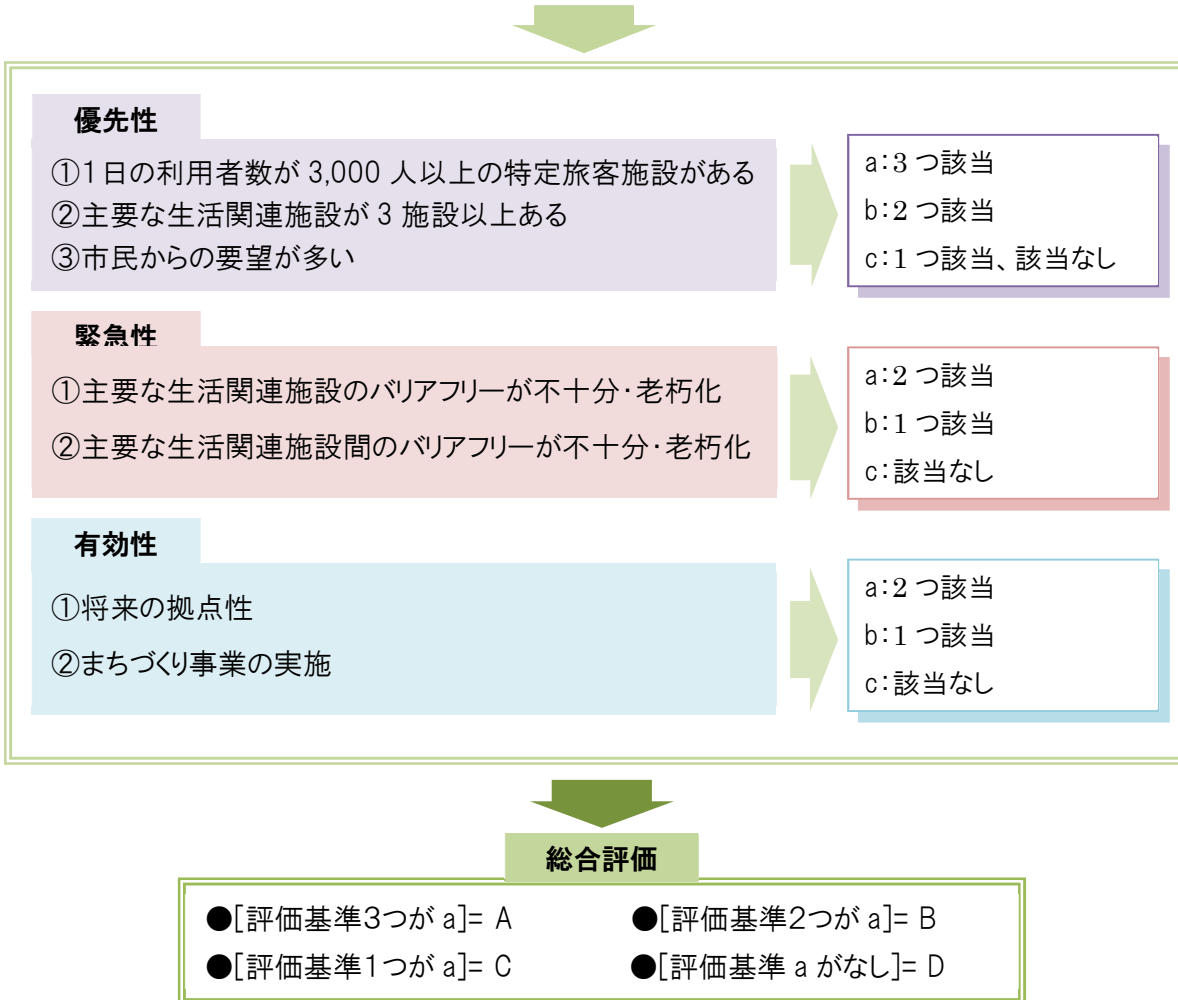 優先性
①1日の利用者数が 3,000 人以上の特定旅客施設がある
②主要な生活関連施設が 3 施設以上ある
③市民からの要望が多い
a:3 つ該当
b:2 つ該当
c:1 つ該当、該当なし
緊急性
①主要な生活関連施設のバリアフリーが不十分・老朽化
②主要な生活関連施設間のバリアフリーが不十分・老朽化
a:2 つ該当
b:1 つ該当
c:該当なし
有効性
①将来の拠点性
②まちづくり事業の実施
a:2 つ該当
b:1 つ該当
c:該当なし
総合評価
●[評価基準3つが a]= A ●[評価基準2つが a]= B
●[評価基準1つが a]= C ●[評価基準 a がなし]= D